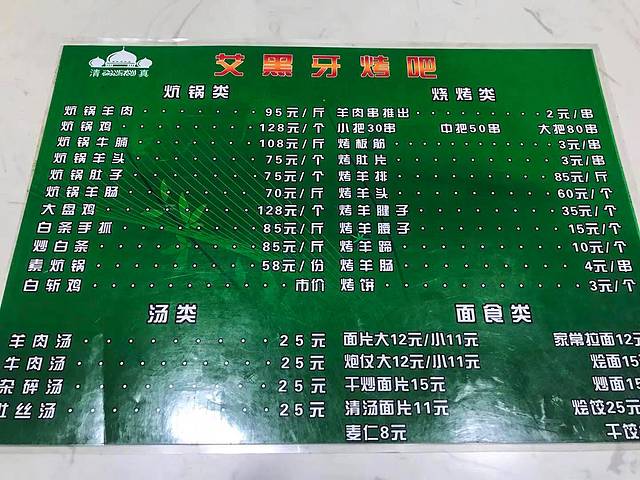 清 真
艾黑牙烤吧
炕锅类
炕锅羊肉 95元/斤
炕锅鸡 128元/个
炕锅牛腩 108元/斤
炕锅羊头 75元/个
炕锅肚子 75元/个
炕锅羊肠 70元/斤
大盘鸡 128元/个
白条手抓 85元/斤
炒白条 85元/斤
素炕锅 58元/份
白斩鸡 市价
烧烤类
羊肉串推出 2元/串
小把30串 中把50串 大把80串
烤板筋 3元/串
烤肚片 3元/串
烤羊排 85元/斤
烤羊头 60元/个
烤羊腱子 35元/个
烤羊腰子 15元/个
烤羊蹄 10元/个
烤羊肠 4元/串
烤饼 3元/个
汤类
羊肉汤 25元
牛肉汤 25元
杂碎汤 25元
肚丝汤 25元
面食类
面片大12元/小11元 家常拉面12元
炮仗大12元/小11元 烩面15
干炒面片15元 炒面15
清汤面片11元 烩饺25元
麦仁8元 干饺